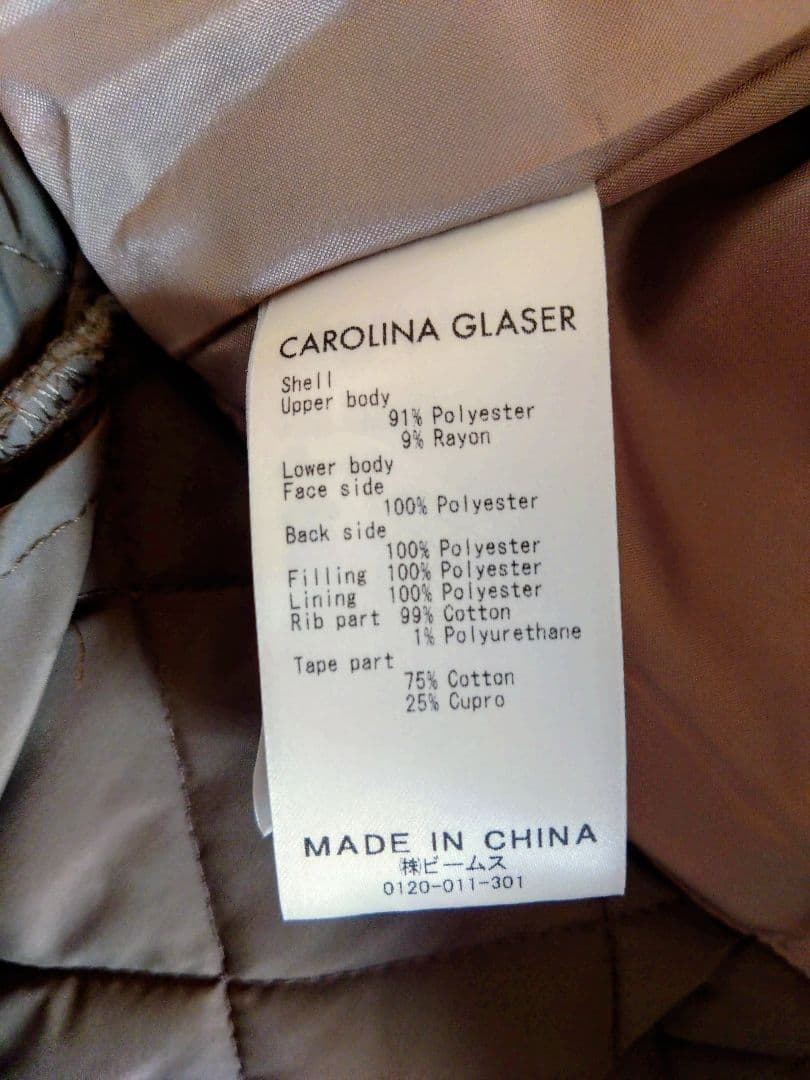 CAROLINA GLASER
Shell
Upper body
91% Polyester
9% Rayon
Lower body
Face side
100% Polyester
Back side
100% Polyester
Filling 100% Polyester
Lining 100% Polyester
Rib part 99% Cotton
1% Polyurethane
Tape part
75% Cotton
25% Cupro
MADE IN CHINA
㈱ビームス
0120-011-301